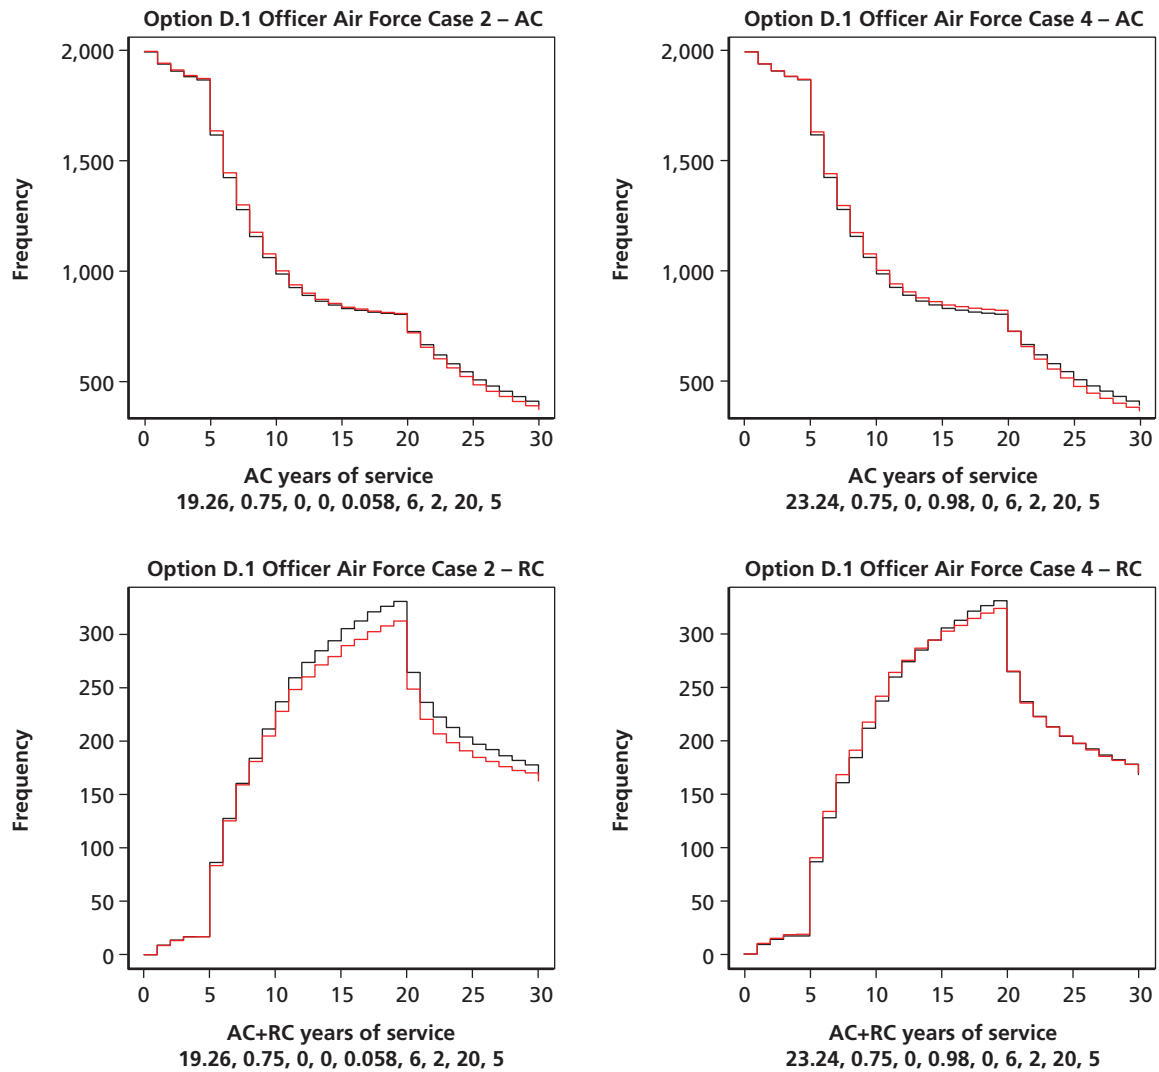 Option D.1 Officer Air Force Case 2 – AC
2,000
1,500
1,000
500
Frequency
0 5 10 15 20 25 30
AC years of service
19.26, 0.75, 0, 0, 0.058, 6, 2, 20, 5
Option D.1 Officer Air Force Case 4 – AC
2,000
1,500
1,000
500
Frequency
0 5 10 15 20 25 30
AC years of service
23.24, 0.75, 0, 0.98, 0, 6, 2, 20, 5
Option D.1 Officer Air Force Case 2 – RC
300
250
200
150
100
50
0
Frequency
0 5 10 15 20 25 30
AC+RC years of service
19.26, 0.75, 0, 0, 0.058, 6, 2, 20, 5
Option D.1 Officer Air Force Case 4 – RC
300
250
200
150
100
50
0
Frequency
0 5 10 15 20 25 30
AC+RC years of service
23.24, 0.75, 0, 0.98, 0, 6, 2, 20, 5